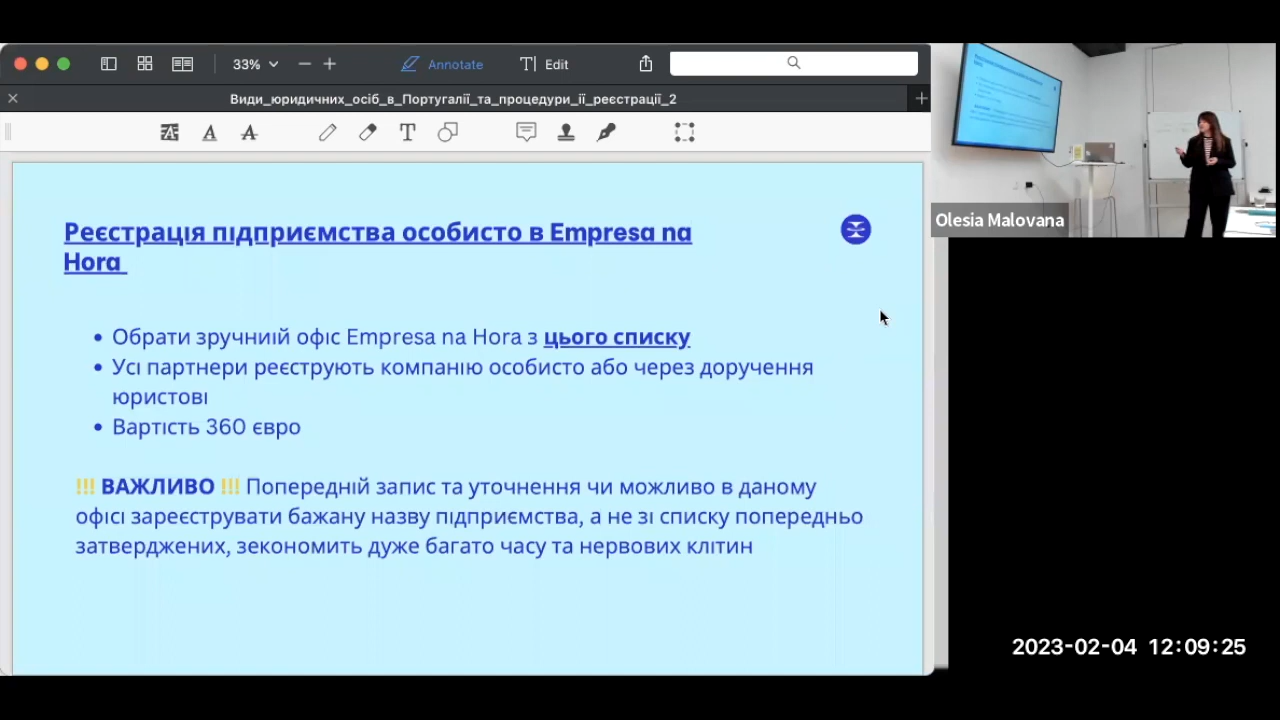 33%
Annotate
Edit
Види_юридичних_осіб_в_Португалії_та_процедури_ії_реєстрації_2
Реєстрація підприємства особисто в Empresa na
Hora
Обрати зручний офіс Empresa na Hora з цього списку
Усі партнери реєструють компанію особисто або через доручення
юристові
Вартість 360 євро
!!! ВАЖЛИВО !!! Попередній запис та уточнення чи можливо в даному
офісі зареєструвати бажану назву підприємства, а не зі списку попередньо
затверджених, зекономить дуже багато часу та нервових клітин
Olesia Malovana
2023-02-04 12:09:25